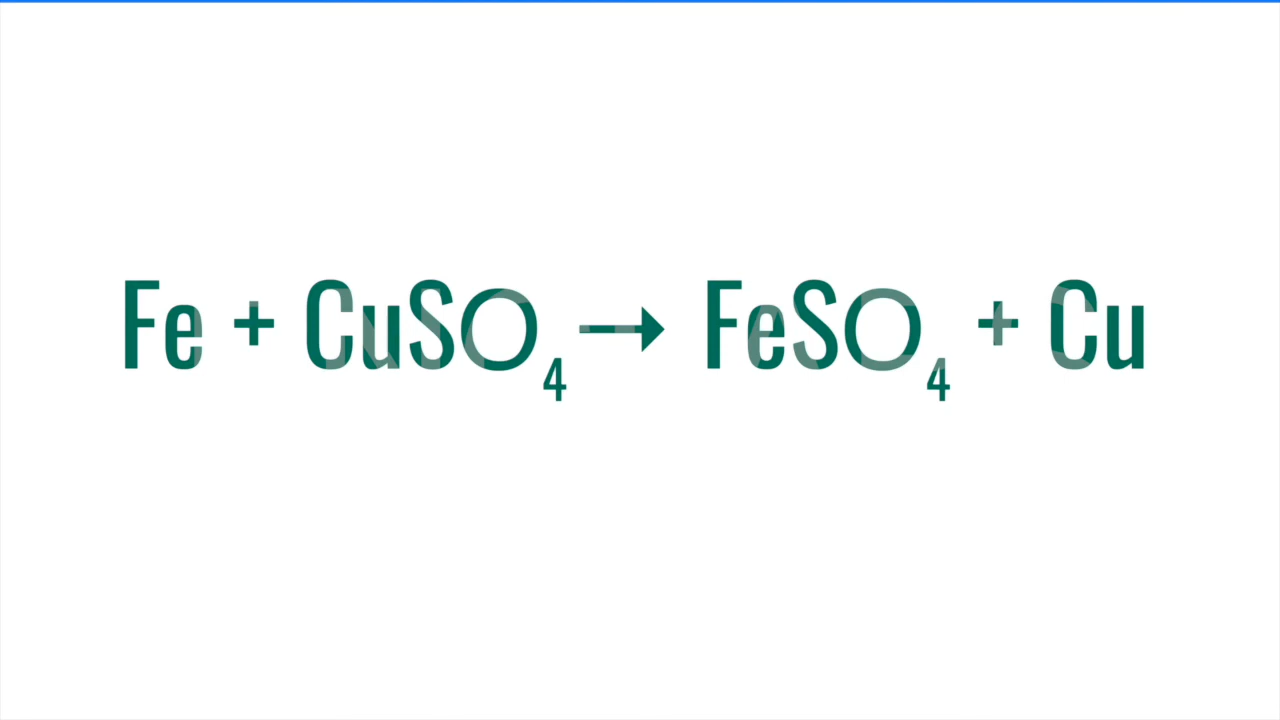 Fe + CuSO₄ → FeSO₄ + Cu